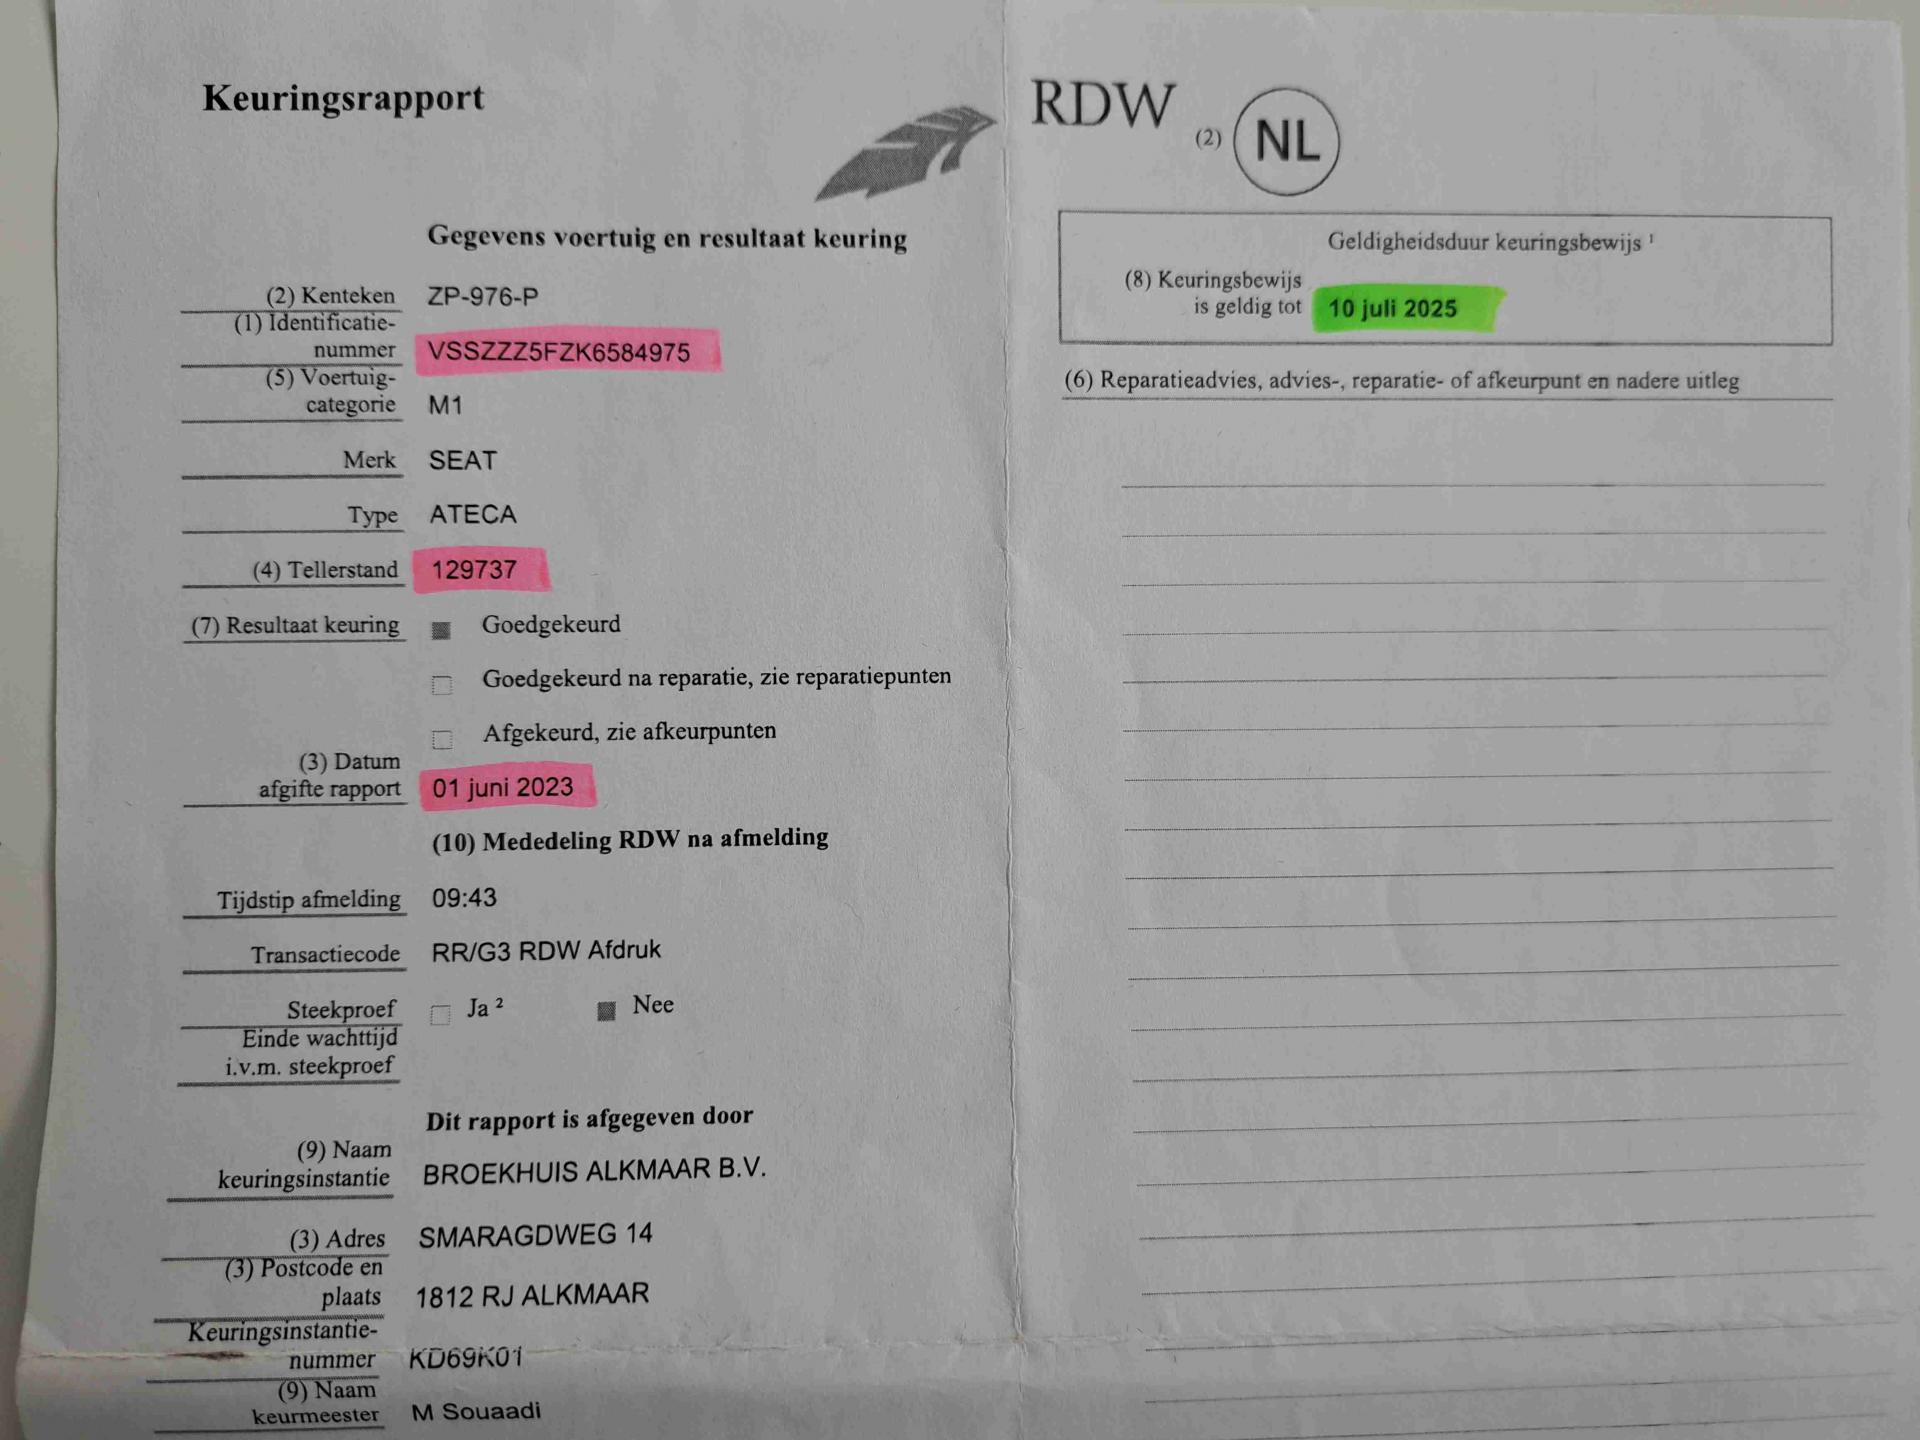 Keuringsrapport
RDW (2) NL
Gegevens voertuig en resultaat keuring
(2) Kenteken ZP-976-P
(1) Identificatie-
nummer VSSZZZ5FZK6584975
(5) Voertuig-
categorie M1
Merk SEAT
Type ATECA
(4) Tellerstand 129737
(7) Resultaat keuring Goedgekeurd
Goedgekeurd na reparatie, zie reparatiepunten
Afgekeurd, zie afkeurpunten
(3) Datum
afgifte rapport 01 juni 2023
(10) Mededeling RDW na afmelding
Tijdstip afmelding 09:43
Transactiecode RR/G3 RDW Afdruk
Steekproef Ja ² Nee
Einde wachttijd
i.v.m. steekproef
Dit rapport is afgegeven door
(9) Naam
keuringsinstantie BROEKHUIS ALKMAAR B.V.
(3) Adres SMARAGDWEG 14
(3) Postcode en
plaats 1812 RJ ALKMAAR
Keuringsinstantie-
nummer KD69K01
(9) Naam
keurmeester M Souaadi
Geldigheidsduur keuringsbewijs ¹
(8) Keuringsbewijs
is geldig tot 10 juli 2025
(6) Reparatieadvies, advies-, reparatie- of afkeurpunt en nadere uitleg